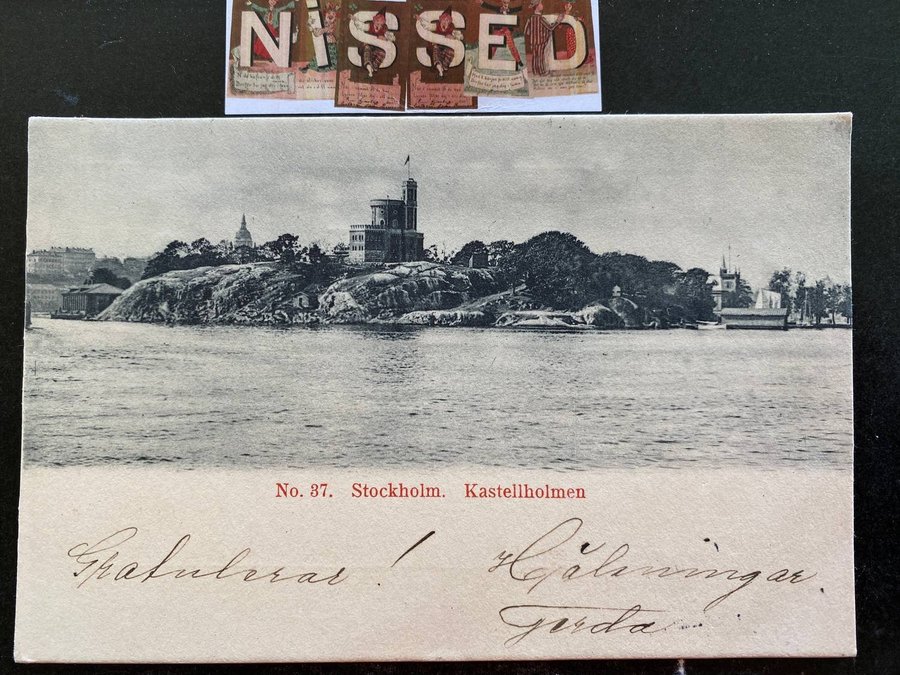 NiSSED
No. 37. Stockholm. Kastellholmen
Gratulerar! Hälsningar
Gerda